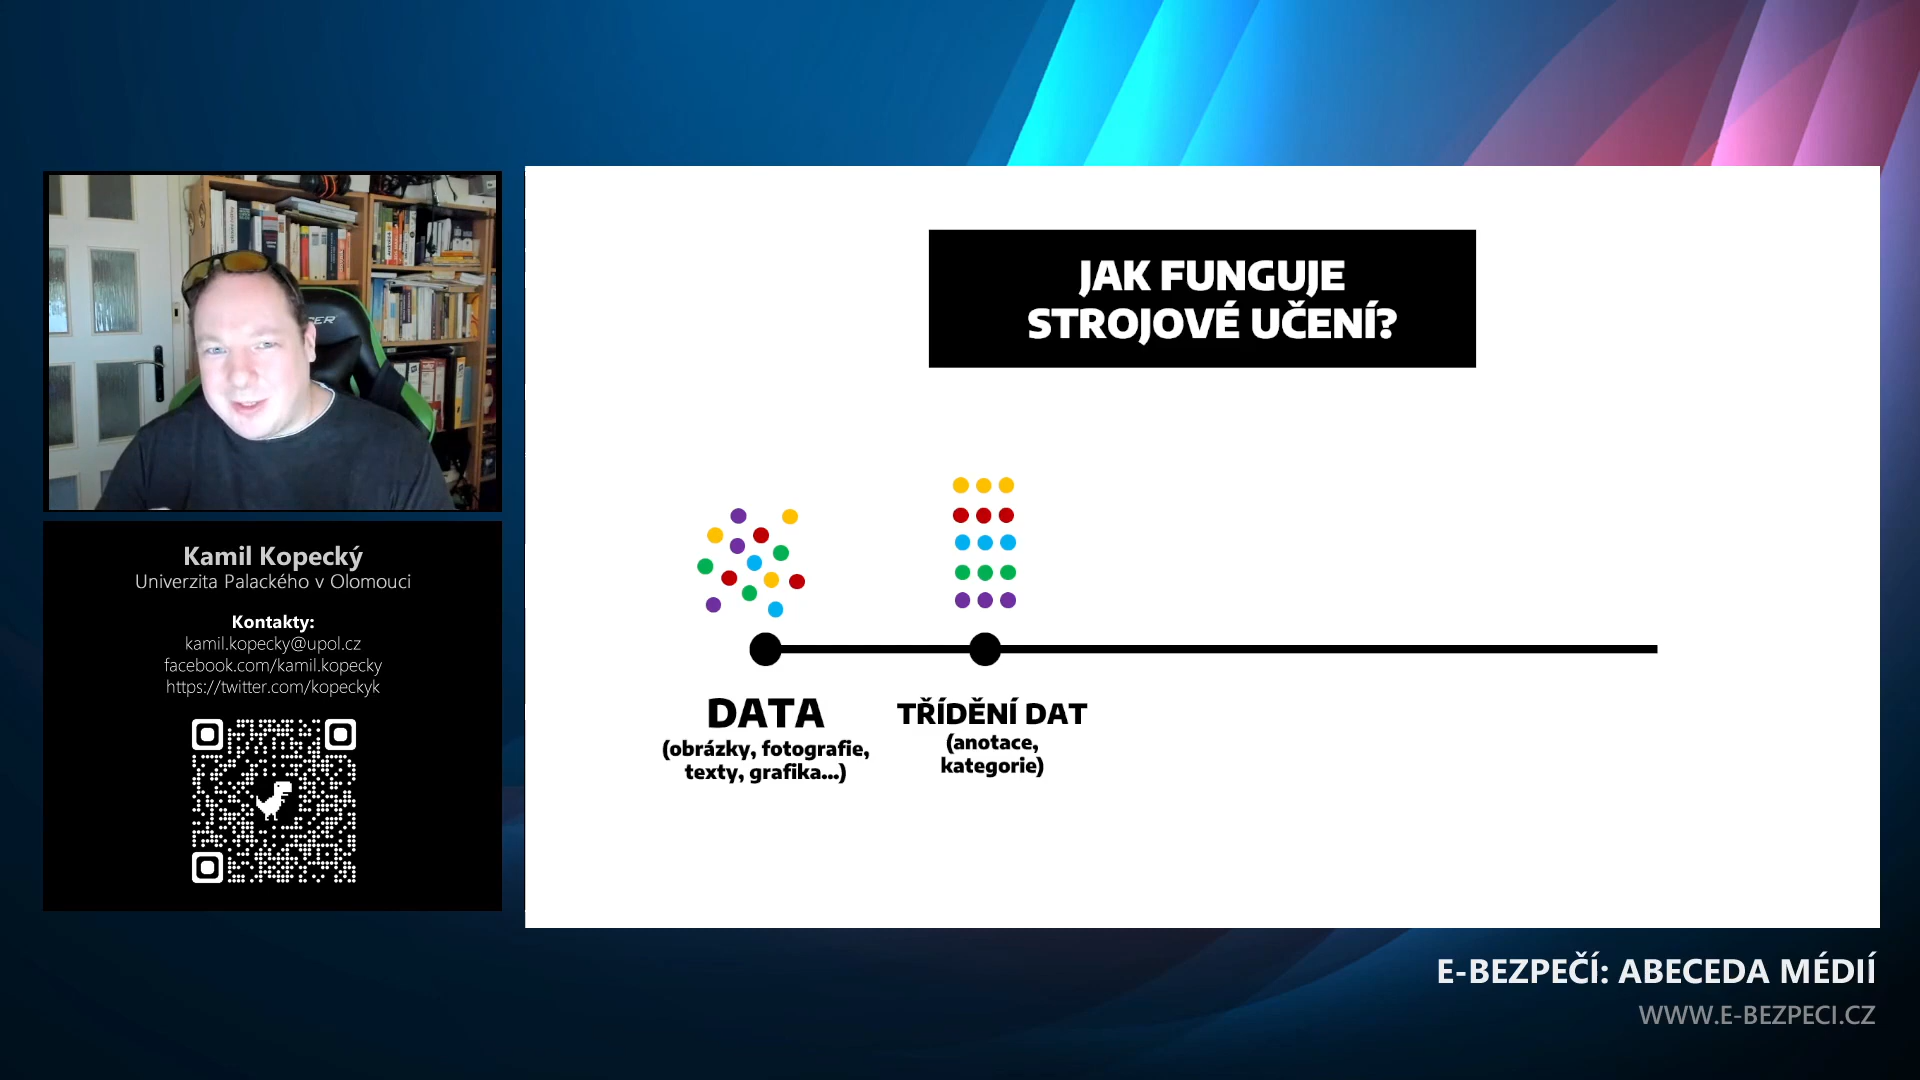 Kamil Kopecký
Univerzita Palackého v Olomouci
Kontakty:
kamil.kopecky@upol.cz
facebook.com/kamil.kopecky
https://twitter.com/kopeckyk
JAK FUNGUJE
STROJOVÉ UČENÍ?
DATA
(obrázky, fotografie,
texty, grafika...)
TŘÍDĚNÍ DAT
(anotace,
kategorie)
E-BEZPEČÍ: ABECEDA MÉDIÍ
WWW.E-BEZPECI.CZ